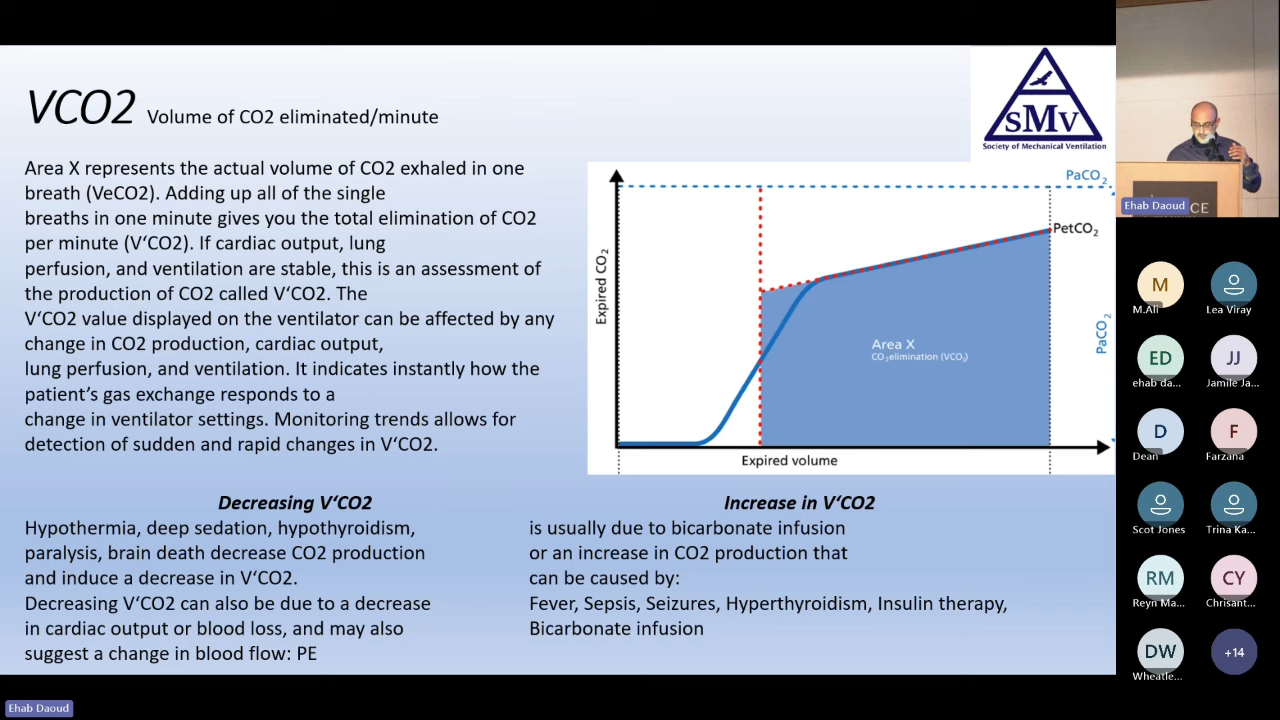 VCO2 Volume of CO2 eliminated/minute
Area X represents the actual volume of CO2 exhaled in one
breath (VeCO2). Adding up all of the single
breaths in one minute gives you the total elimination of CO2
per minute (V‘CO2). If cardiac output, lung
perfusion, and ventilation are stable, this is an assessment of
the production of CO2 called V‘CO2. The
V‘CO2 value displayed on the ventilator can be affected by any
change in CO2 production, cardiac output,
lung perfusion, and ventilation. It indicates instantly how the
patient’s gas exchange responds to a
change in ventilator settings. Monitoring trends allows for
detection of sudden and rapid changes in V‘CO2.
sMv
Society of Mechanical Ventilation
PaCO2
PetCO2
Expired CO2
Area X
CO2elimination (VCO2)
PaCO2
Expired volume
Decreasing V‘CO2
Hypothermia, deep sedation, hypothyroidism,
paralysis, brain death decrease CO2 production
and induce a decrease in V‘CO2.
Decreasing V‘CO2 can also be due to a decrease
in cardiac output or blood loss, and may also
suggest a change in blood flow: PE
Increase in V‘CO2
is usually due to bicarbonate infusion
or an increase in CO2 production that
can be caused by:
Fever, Sepsis, Seizures, Hyperthyroidism, Insulin therapy,
Bicarbonate infusion
Ehab Daoud
CE
M
M.Ali
Lea Viray
ED
ehab da...
JJ
Jamile Ja...
D
Dean
F
Farzana
Scot Jones
Trina Ka...
RM
Reyn Ma...
CY
Chrisant...
DW
Wheatle...
+14
Ehab Daoud